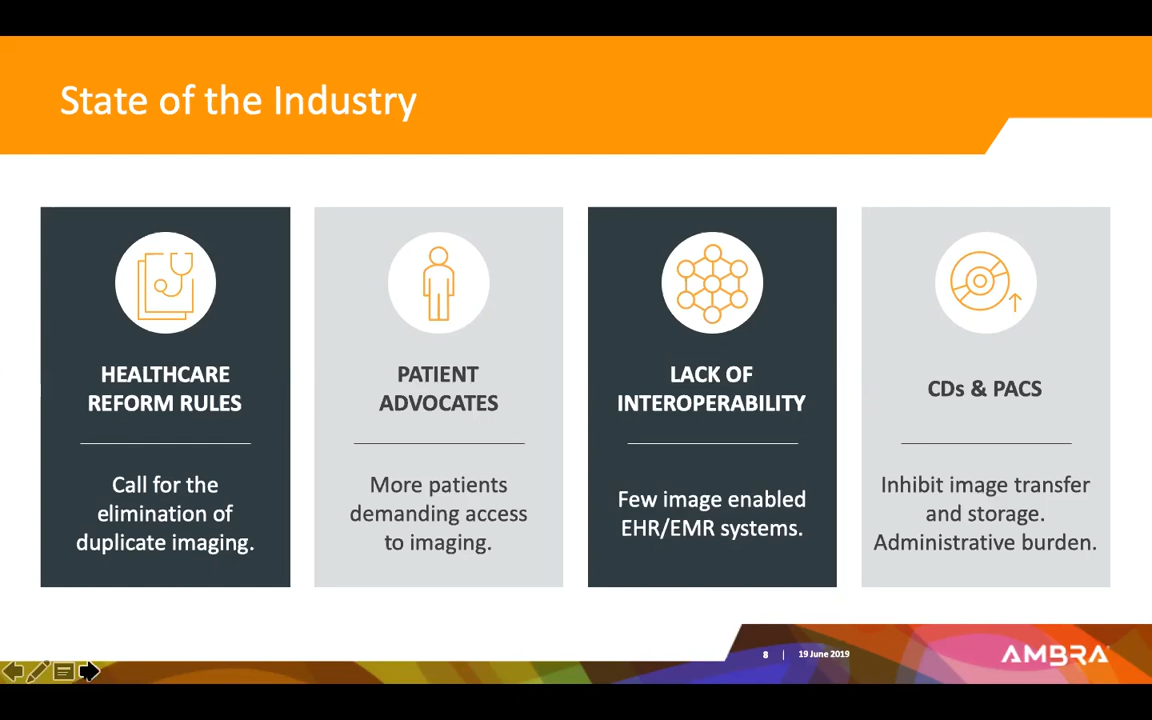 State of the Industry
HEALTHCARE
REFORM RULES
Call for the
elimination of
duplicate imaging.
PATIENT
ADVOCATES
More patients
demanding access
to imaging.
LACK OF
INTEROPERABILITY
Few image enabled
EHR/EMR systems.
CDs & PACS
Inhibit image transfer
and storage.
Administrative burden.
8 | 19 June 2019
AMBRA